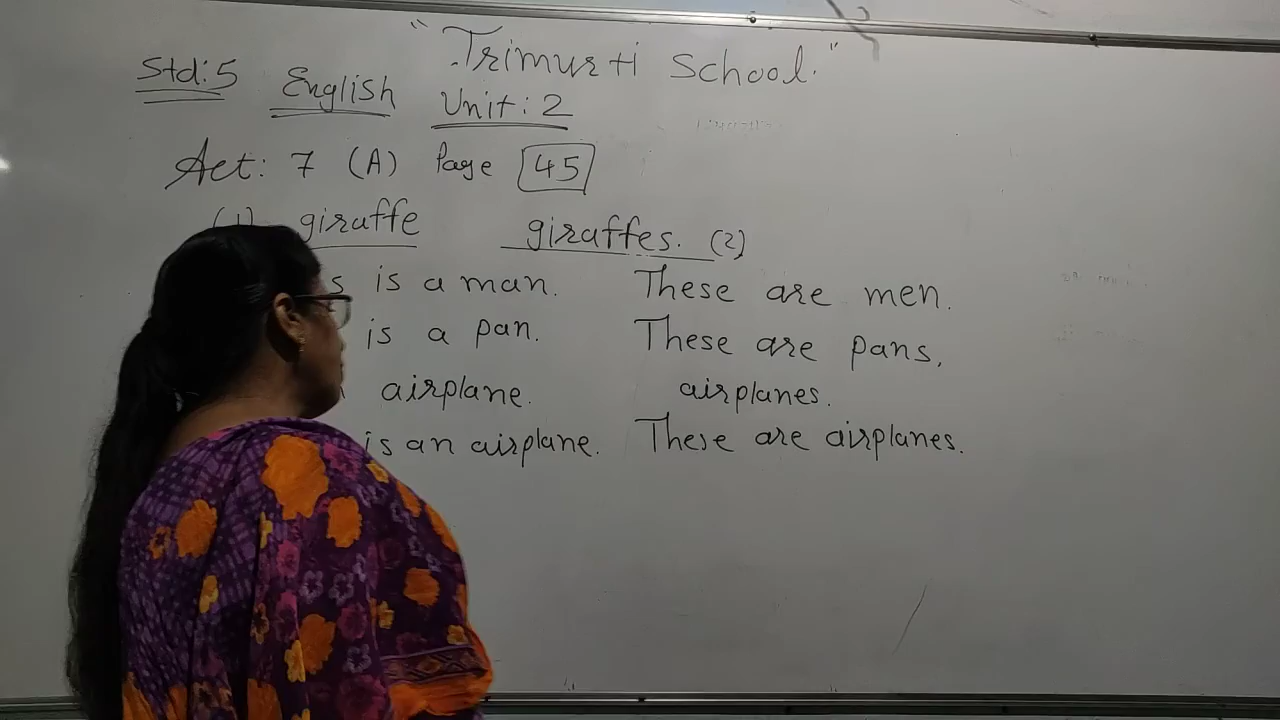 "Trimurti School."
Std:5 English Unit:2
Act: 7 (A) Page 45
(1) giraffe giraffes. (2)
s is a man. These are men.
is a pan. These are pans,
airplane. airplanes.
is an airplane. These are airplanes.